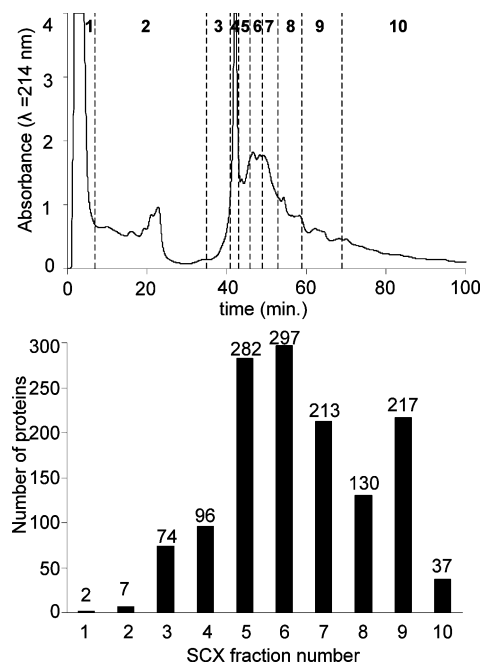 4
3
2
1
0
Absorbance (λ =214 nm)
1 2 3 4 5 6 7 8 9 10
0 20 40 60 80 100
time (min.)
300
250
200
150
100
50
0
Number of proteins
2 7 74 96 282 297 213 130 217 37
1 2 3 4 5 6 7 8 9 10
SCX fraction number